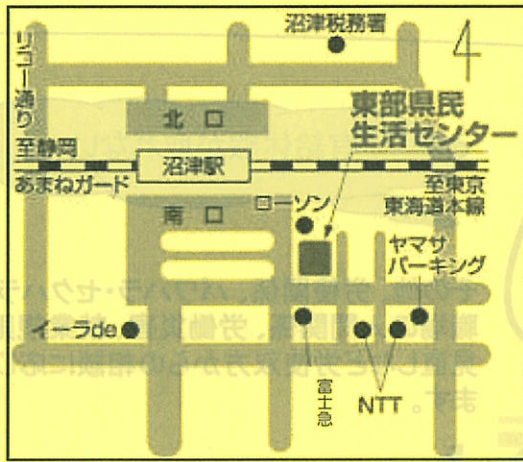 沼津税務署
リコー通り
北口
東部県民
生活センター
至静岡
沼津駅
あまねガード
至東京
東海道本線
南口
ローソン
ヤマサ
パーキング
イーラde
富士急
NTT